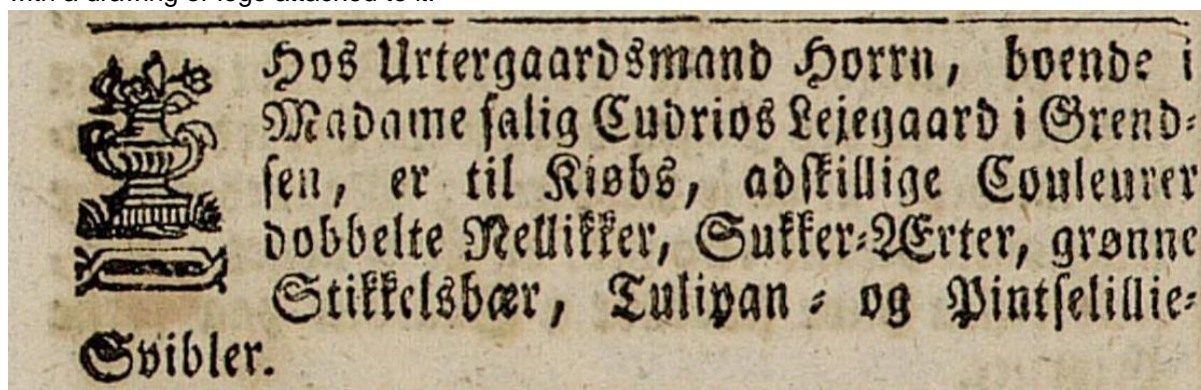 Hos Urtergaardsmand Horrn, boende i
Madame salig Cudrios Lejegaard i Grend-
sen, er til Kiøbs, adskillige Couleurer
dobbelte Nellikker, Sukker-Ærter, grønne
Stikkelsbær, Tulipan- og Pintselillie-
Svibler.